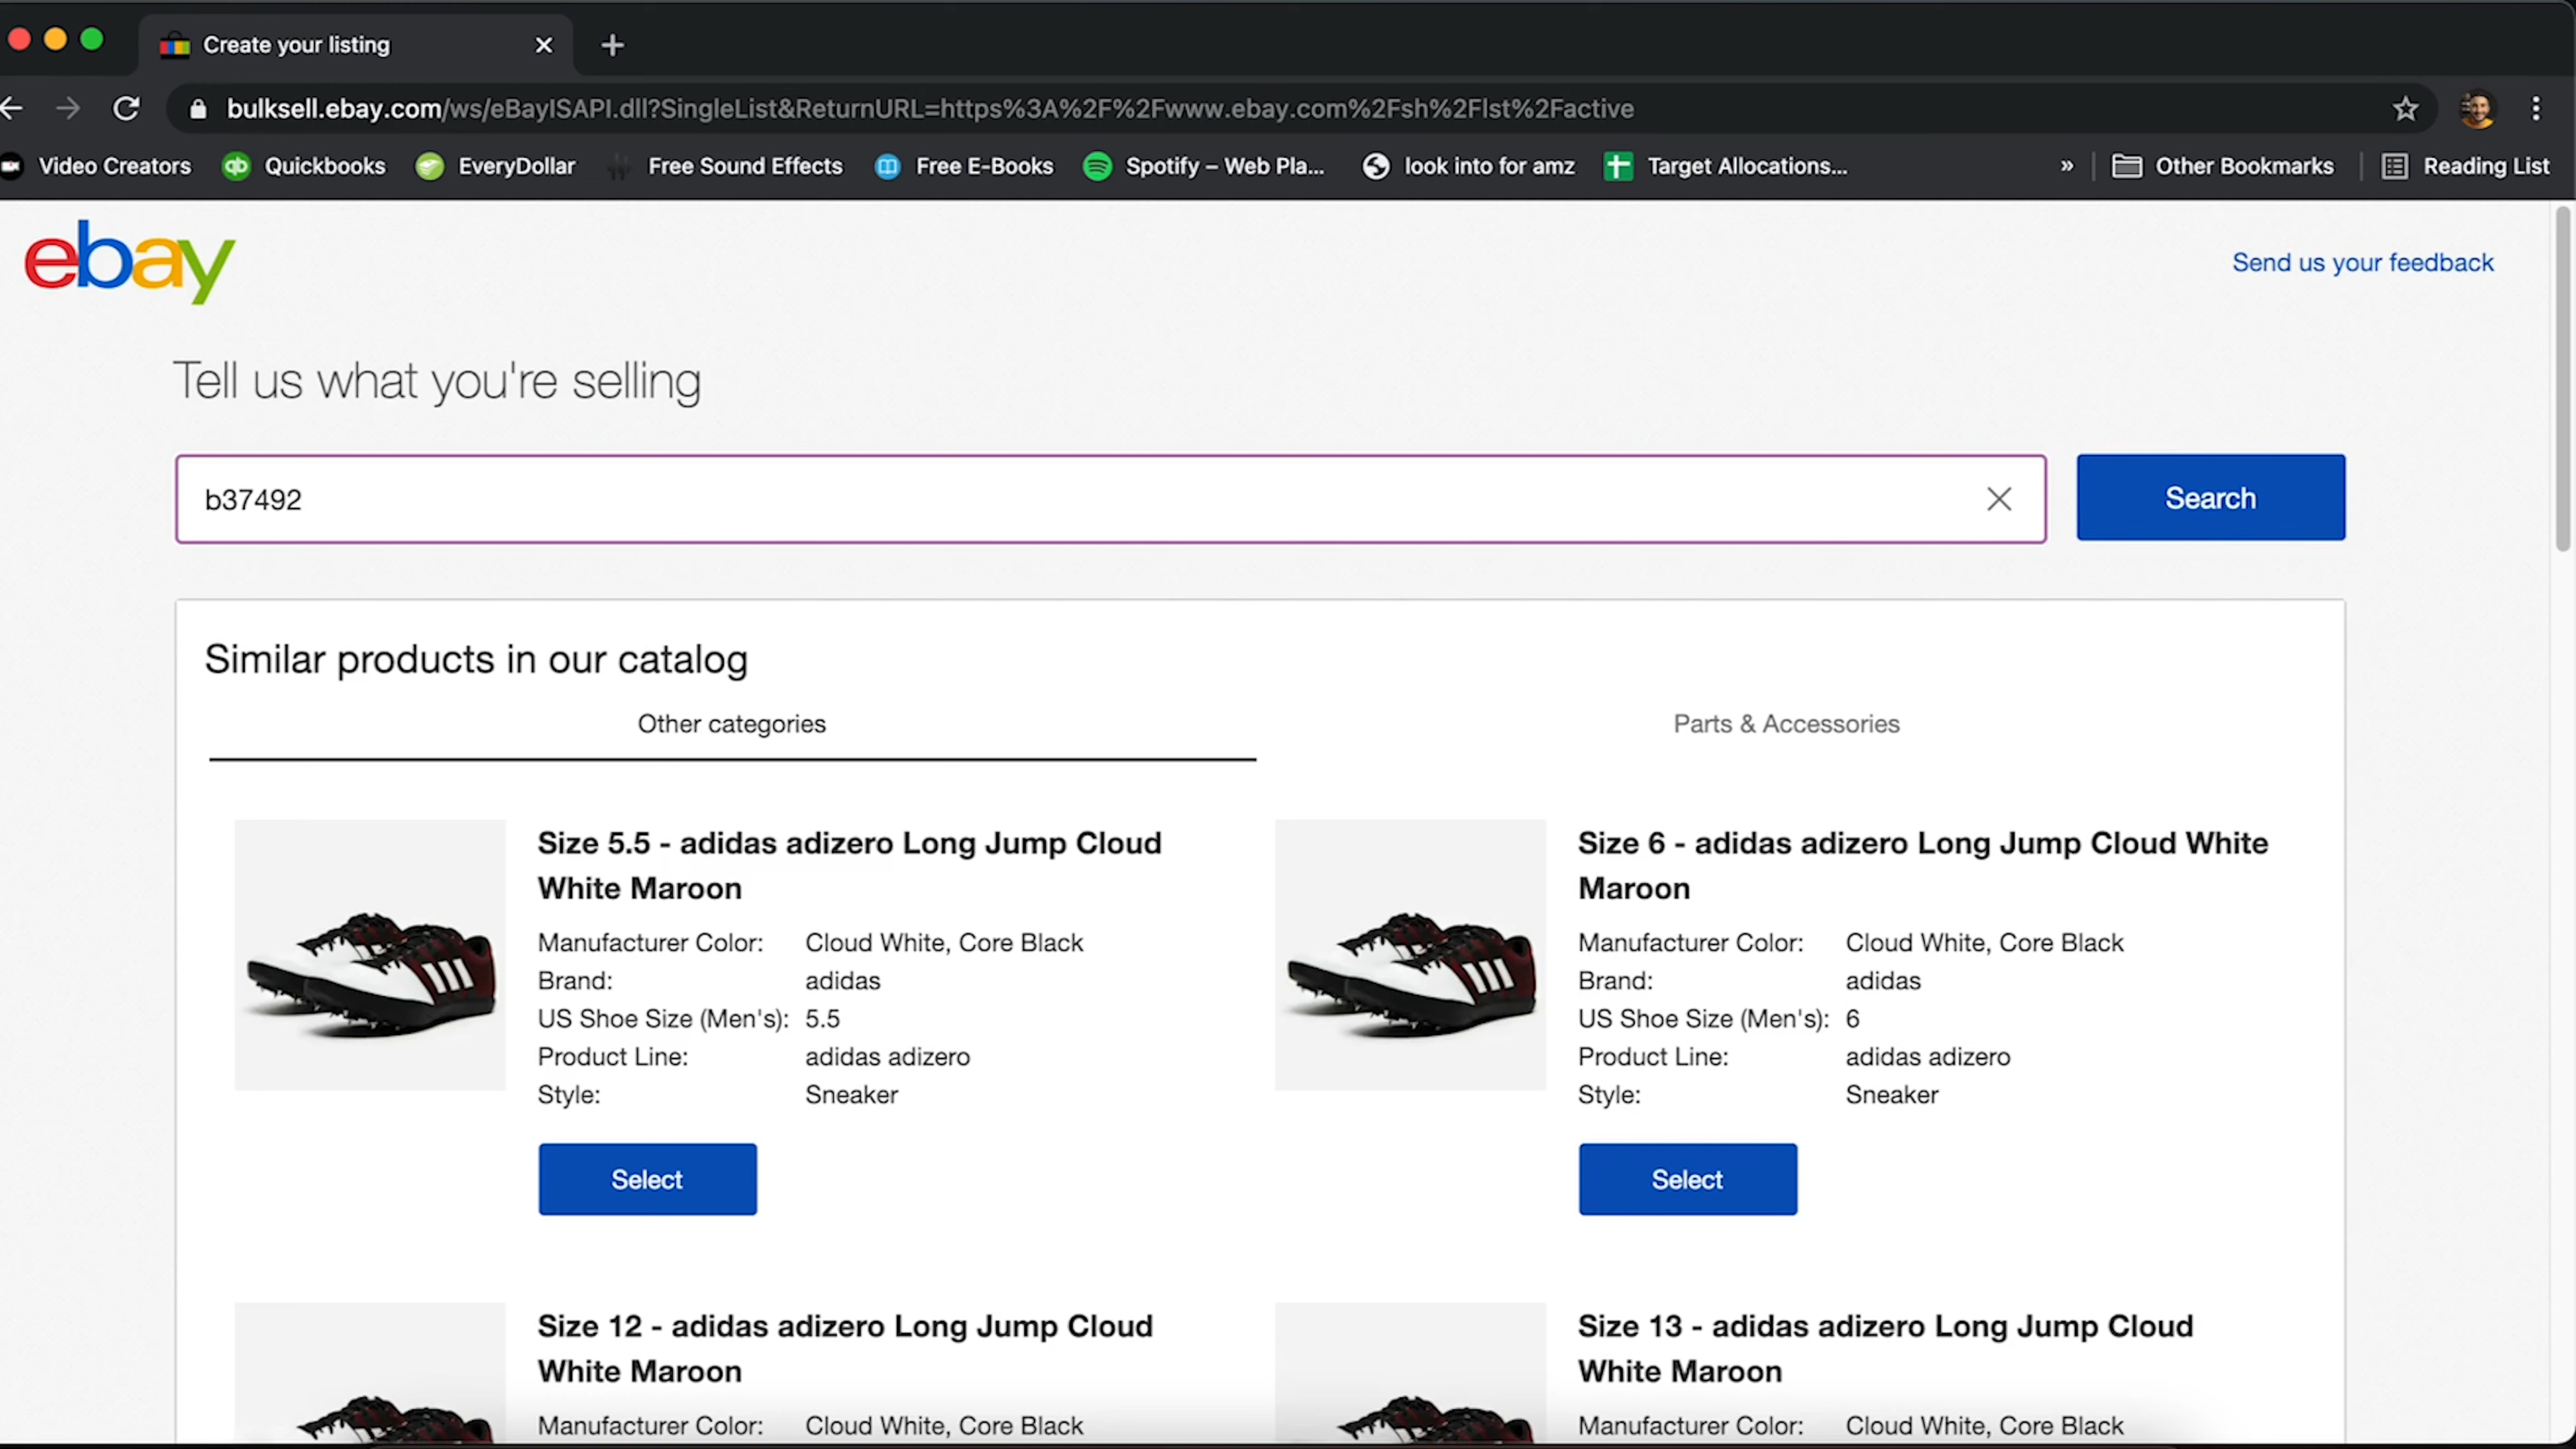 Create your listing
bulksell.ebay.com/ws/eBayISAPI.dll?SingleList&ReturnURL=https%3A%2F%2Fwww.ebay.com%2Fsh%2Flst%2Factive
Video Creators qb Quickbooks EveryDollar Free Sound Effects Free E-Books Spotify – Web Pla... look into for amz Target Allocations... » Other Bookmarks Reading List
ebay
Send us your feedback
Tell us what you're selling
b37492
Search
Similar products in our catalog
Other categories
Parts & Accessories
Size 5.5 - adidas adizero Long Jump Cloud
White Maroon
Manufacturer Color: Cloud White, Core Black
Brand: adidas
US Shoe Size (Men's): 5.5
Product Line: adidas adizero
Style: Sneaker
Select
Size 6 - adidas adizero Long Jump Cloud White
Maroon
Manufacturer Color: Cloud White, Core Black
Brand: adidas
US Shoe Size (Men's): 6
Product Line: adidas adizero
Style: Sneaker
Select
Size 12 - adidas adizero Long Jump Cloud
White Maroon
Manufacturer Color: Cloud White, Core Black
Size 13 - adidas adizero Long Jump Cloud
White Maroon
Manufacturer Color: Cloud White, Core Black